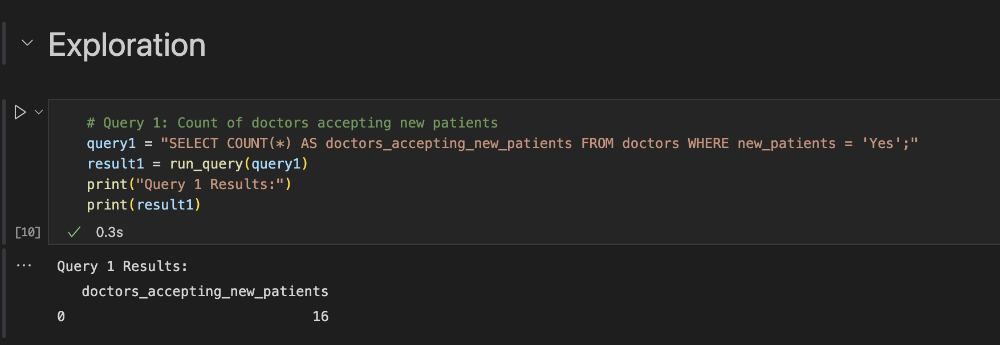 Exploration
# Query 1: Count of doctors accepting new patients
query1 = "SELECT COUNT(*) AS doctors_accepting_new_patients FROM doctors WHERE new_patients = 'Yes';"
result1 = run_query(query1)
print("Query 1 Results:")
print(result1)
[10] 0.3s
Query 1 Results:
doctors_accepting_new_patients
0 16